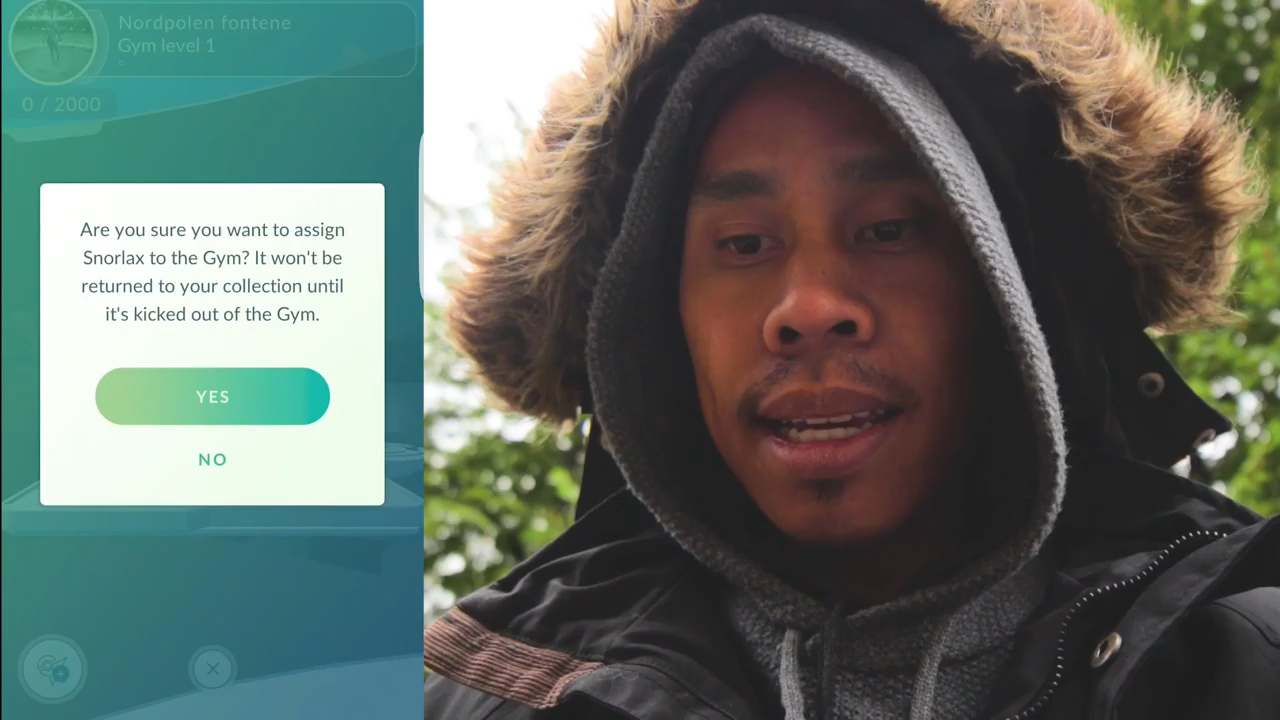 Nordpolen fontene
Gym level 1
0 / 2000
Are you sure you want to assign
Snorlax to the Gym? It won't be
returned to your collection until
it's kicked out of the Gym.
YES
NO